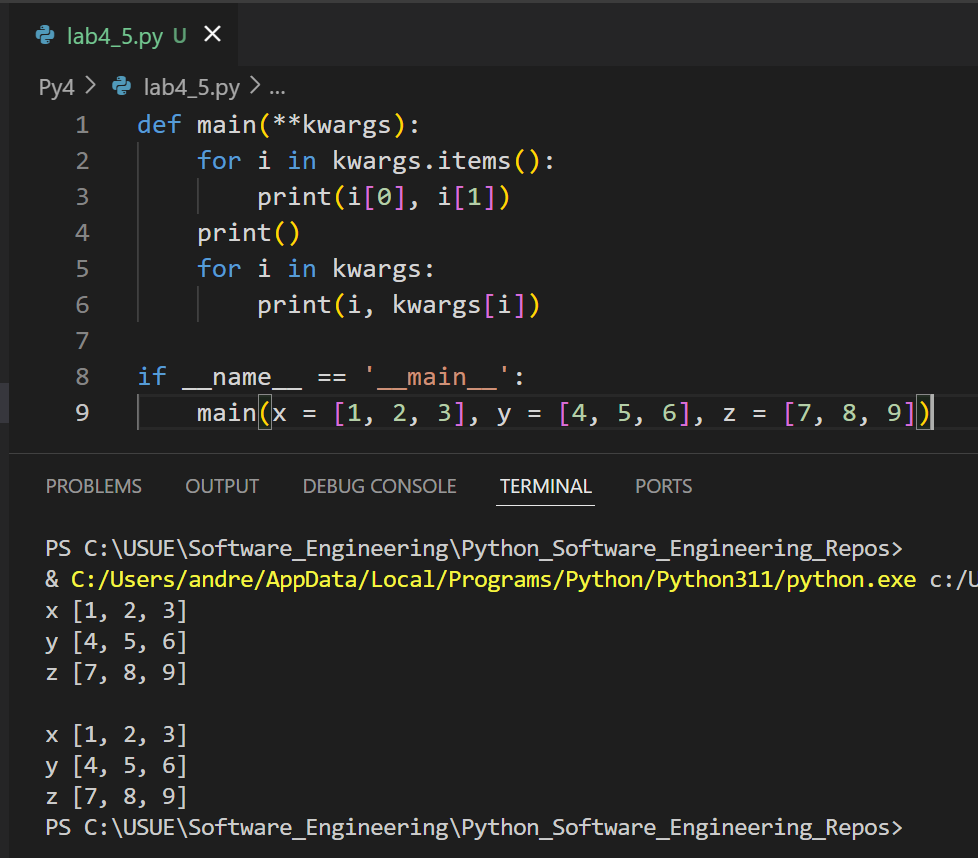 lab4_5.py U ×
Py4 > lab4_5.py > ...
1 def main(**kwargs):
2     for i in kwargs.items():
3         print(i[0], i[1])
4     print()
5     for i in kwargs:
6         print(i, kwargs[i])
7
8 if __name__ == '__main__':
9     main(x = [1, 2, 3], y = [4, 5, 6], z = [7, 8, 9])
PROBLEMS OUTPUT DEBUG CONSOLE TERMINAL PORTS
PS C:\USUE\Software_Engineering\Python_Software_Engineering_Repos>
& C:/Users/andre/AppData/Local/Programs/Python/Python311/python.exe c:/U
x [1, 2, 3]
y [4, 5, 6]
z [7, 8, 9]

x [1, 2, 3]
y [4, 5, 6]
z [7, 8, 9]
PS C:\USUE\Software_Engineering\Python_Software_Engineering_Repos>